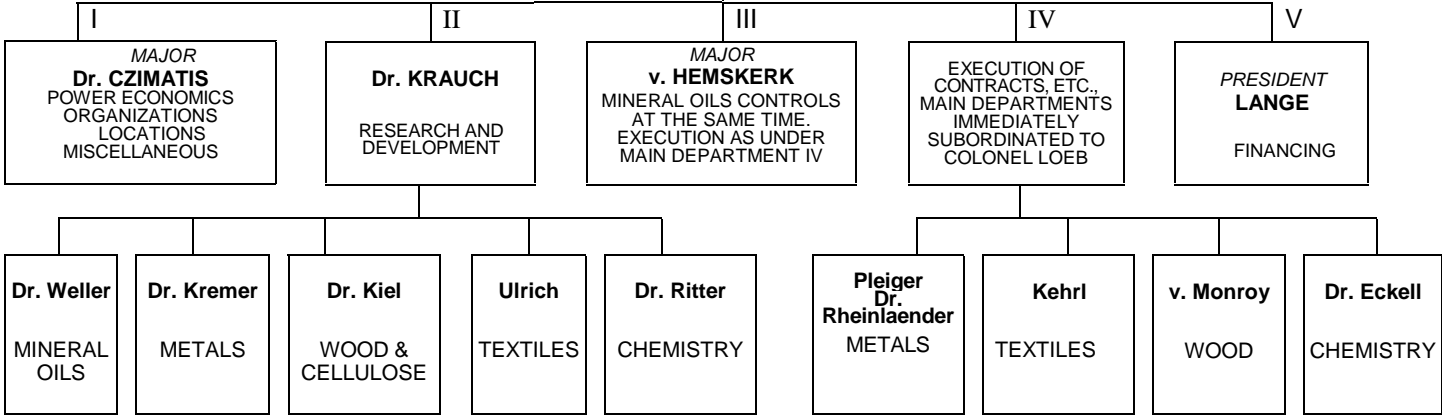 I
II
III
IV
V
MAJOR
Dr. CZIMATIS
POWER ECONOMICS
ORGANIZATIONS
LOCATIONS
MISCELLANEOUS
Dr. KRAUCH
RESEARCH AND
DEVELOPMENT
MAJOR
v. HEMSKERK
MINERAL OILS CONTROLS
AT THE SAME TIME.
EXECUTION AS UNDER
MAIN DEPARTMENT IV
EXECUTION OF
CONTRACTS, ETC.,
MAIN DEPARTMENTS
IMMEDIATELY
SUBORDINATED TO
COLONEL LOEB
PRESIDENT
LANGE
FINANCING
Dr. Weller
MINERAL
OILS
Dr. Kremer
METALS
Dr. Kiel
WOOD &
CELLULOSE
Ulrich
TEXTILES
Dr. Ritter
CHEMISTRY
Pleiger
Dr.
Rheinlaender
METALS
Kehrl
TEXTILES
v. Monroy
WOOD
Dr. Eckell
CHEMISTRY